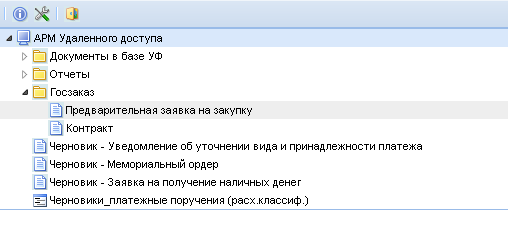 АРМ Удаленного доступа
Документы в базе УФ
Отчеты
Госзаказ
Предварительная заявка на закупку
Контракт
Черновик - Уведомление об уточнении вида и принадлежности платежа
Черновик - Мемориальный ордер
Черновик - Заявка на получение наличных денег
Черновики_платежные поручения (расх.классиф.)